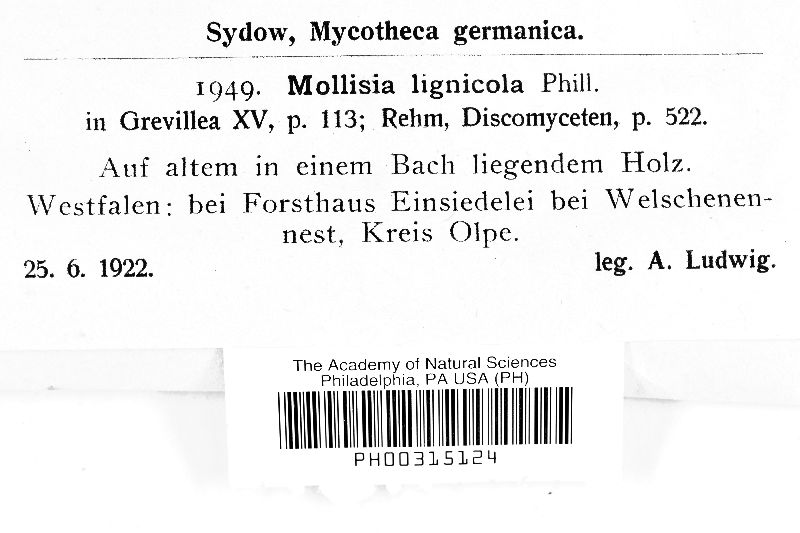 Sydow, Mycotheca germanica.
1949. Mollisia lignicola Phill.
in Grevillea XV, p. 113; Rehm, Discomyceten, p. 522.
Auf altem in einem Bach liegendem Holz.
Westfalen: bei Forsthaus Einsiedelei bei Welschenen-
nest, Kreis Olpe.
25. 6. 1922. leg. A. Ludwig.
The Academy of Natural Sciences
Philadelphia, PA USA (PH)
PH00315124